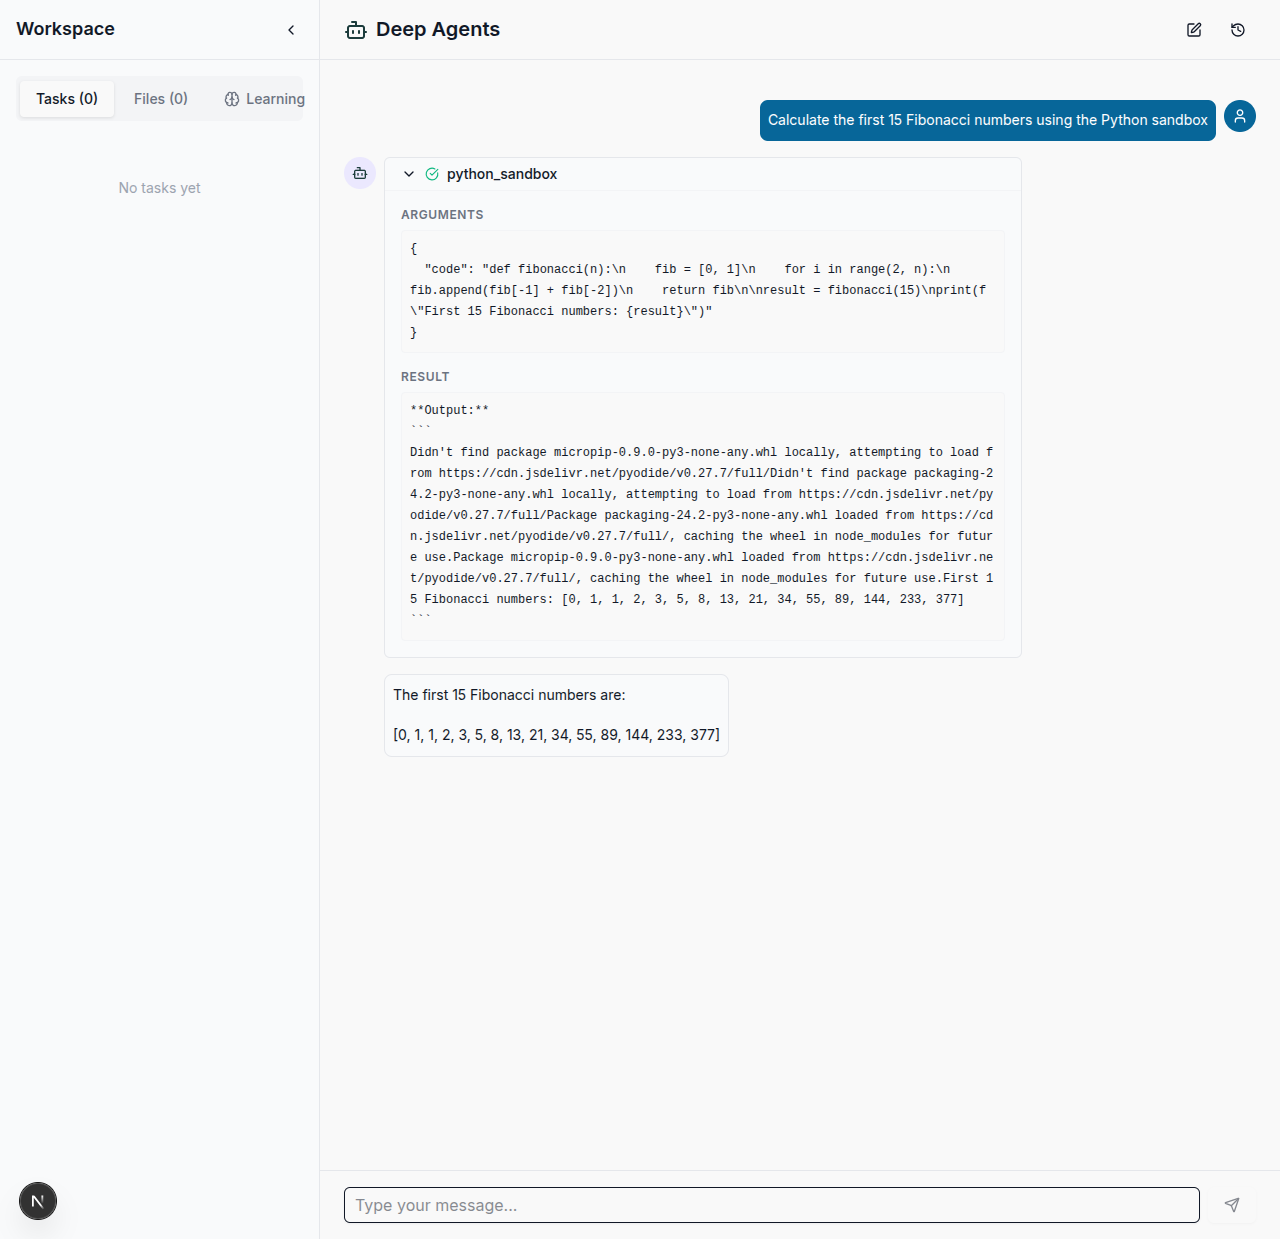 Workspace
Deep Agents
Tasks (0)
Files (0)
Learning
No tasks yet
Calculate the first 15 Fibonacci numbers using the Python sandbox
python_sandbox
ARGUMENTS
{
  "code": "def fibonacci(n):\n    fib = [0, 1]\n    for i in range(2, n):\n
fib.append(fib[-1] + fib[-2])\n    return fib\n\nresult = fibonacci(15)\nprint(f
\"First 15 Fibonacci numbers: {result}\")"
}
RESULT
**Output:**
```
Didn't find package micropip-0.9.0-py3-none-any.whl locally, attempting to load f
rom https://cdn.jsdelivr.net/pyodide/v0.27.7/full/Didn't find package packaging-2
4.2-py3-none-any.whl locally, attempting to load from https://cdn.jsdelivr.net/py
odide/v0.27.7/full/Package packaging-24.2-py3-none-any.whl loaded from https://cd
n.jsdelivr.net/pyodide/v0.27.7/full/, caching the wheel in node_modules for futur
e use.Package micropip-0.9.0-py3-none-any.whl loaded from https://cdn.jsdelivr.ne
t/pyodide/v0.27.7/full/, caching the wheel in node_modules for future use.First 1
5 Fibonacci numbers: [0, 1, 1, 2, 3, 5, 8, 13, 21, 34, 55, 89, 144, 233, 377]
```
The first 15 Fibonacci numbers are:
[0, 1, 1, 2, 3, 5, 8, 13, 21, 34, 55, 89, 144, 233, 377]
N
Type your message...